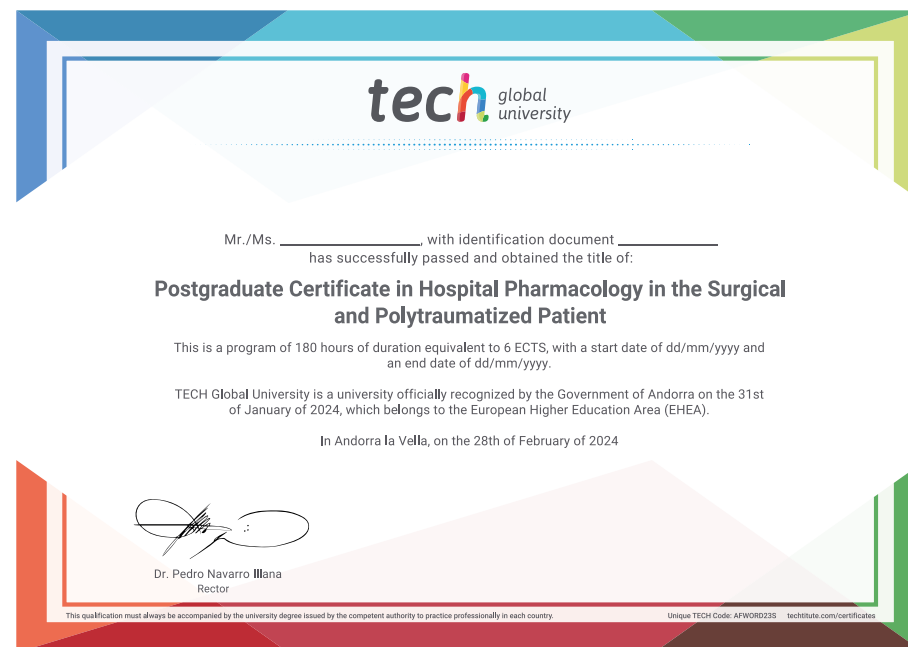 tech global
university
Mr./Ms. ____________________, with identification document ______________
has successfully passed and obtained the title of:
Postgraduate Certificate in Hospital Pharmacology in the Surgical
and Polytraumatized Patient
This is a program of 180 hours of duration equivalent to 6 ECTS, with a start date of dd/mm/yyyy and
an end date of dd/mm/yyyy.
TECH Global University is a university officially recognized by the Government of Andorra on the 31st
of January of 2024, which belongs to the European Higher Education Area (EHEA).
In Andorra la Vella, on the 28th of February of 2024
Dr. Pedro Navarro Illana
Rector
This qualification must always be accompanied by the university degree issued by the competent authority to practice professionally in each country. Unique TECH Code: AFWORD23S techtitute.com/certificates